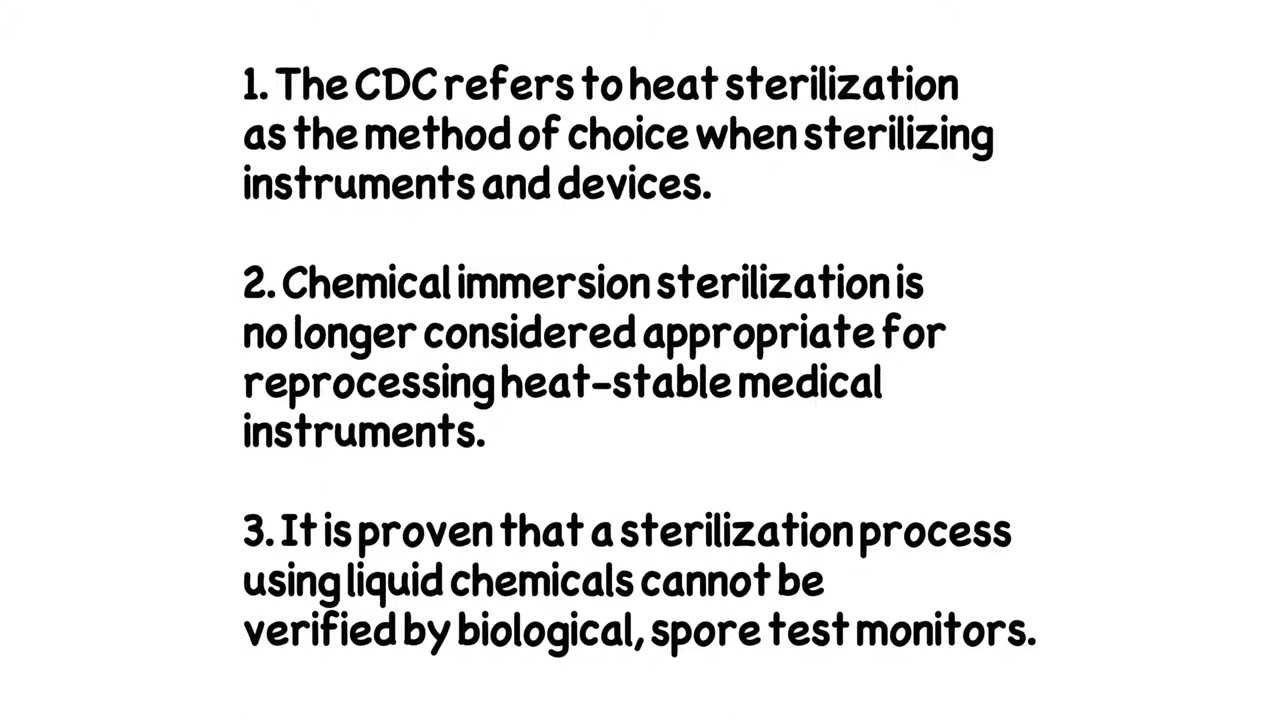 1. The CDC refers to heat sterilization
as the method of choice when sterilizing
instruments and devices.
2. Chemical immersion sterilization is
no longer considered appropriate for
reprocessing heat-stable medical
instruments.
3. It is proven that a sterilization process
using liquid chemicals cannot be
verified by biological, spore test monitors.